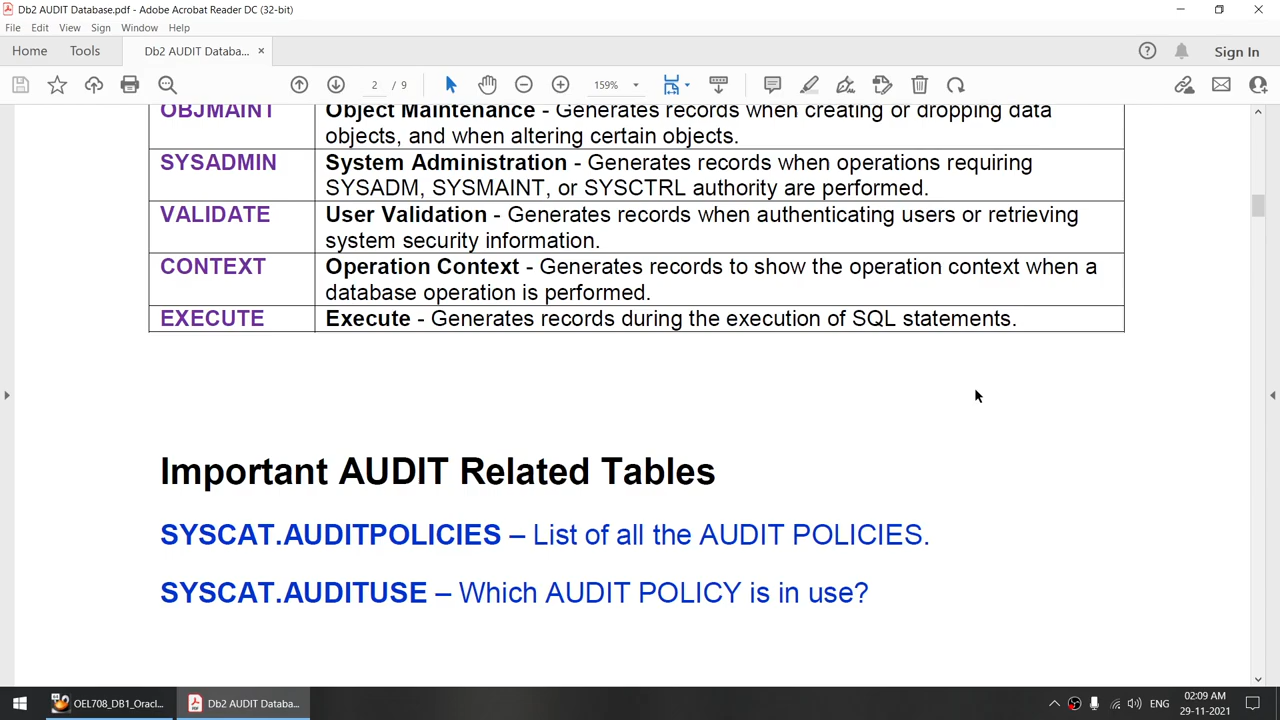 Db2 AUDIT Database.pdf - Adobe Acrobat Reader DC (32-bit)
File Edit View Sign Window Help
Home Tools Db2 AUDIT Databa... × Sign In
2 / 9 159%
OBJMAINT Object Maintenance - Generates records when creating or dropping data
objects, and when altering certain objects.
SYSADMIN System Administration - Generates records when operations requiring
SYSADM, SYSMAINT, or SYSCTRL authority are performed.
VALIDATE User Validation - Generates records when authenticating users or retrieving
system security information.
CONTEXT Operation Context - Generates records to show the operation context when a
database operation is performed.
EXECUTE Execute - Generates records during the execution of SQL statements.
Important AUDIT Related Tables
SYSCAT.AUDITPOLICIES – List of all the AUDIT POLICIES.
SYSCAT.AUDITUSE – Which AUDIT POLICY is in use?
OEL708_DB1_Oracl... Db2 AUDIT Databa... ENG 02:09 AM
29-11-2021